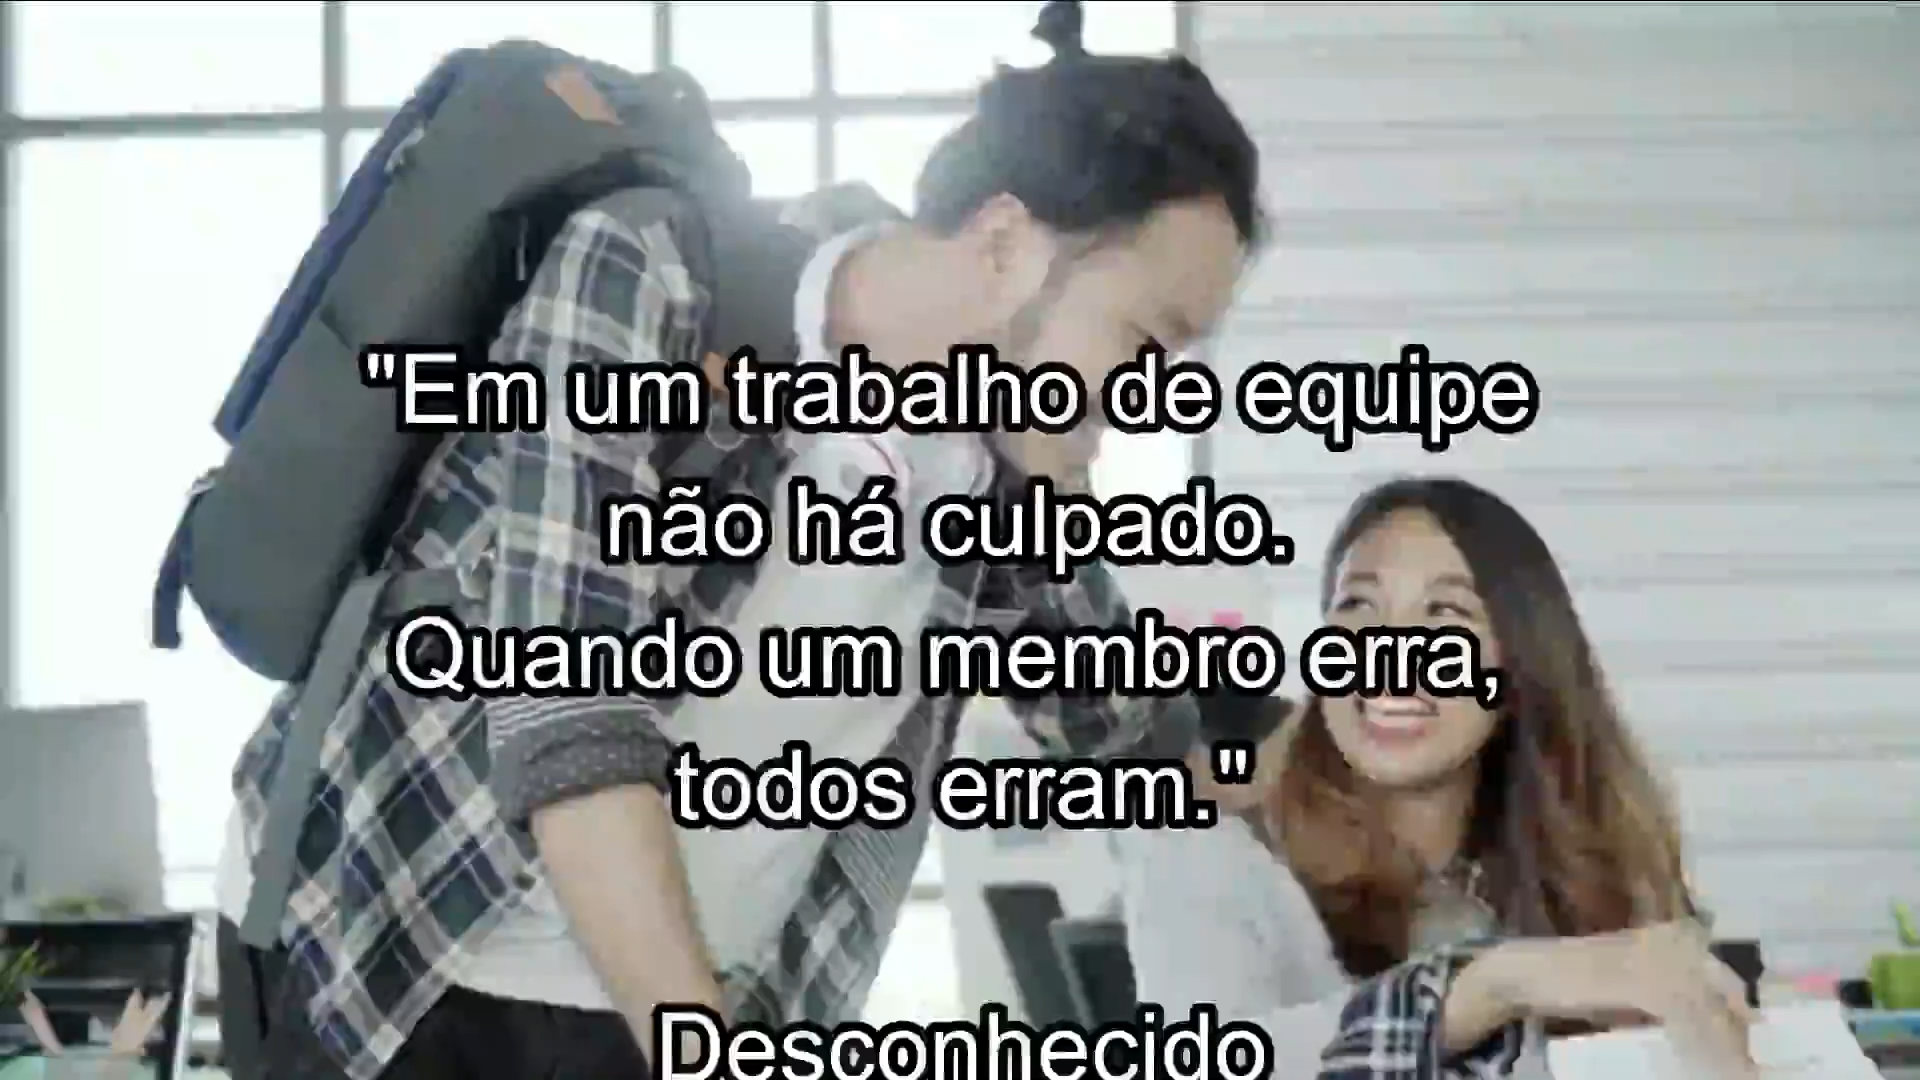 "Em um trabalho de equipe
não há culpado.
Quando um membro erra,
todos erram."
Desconhecido